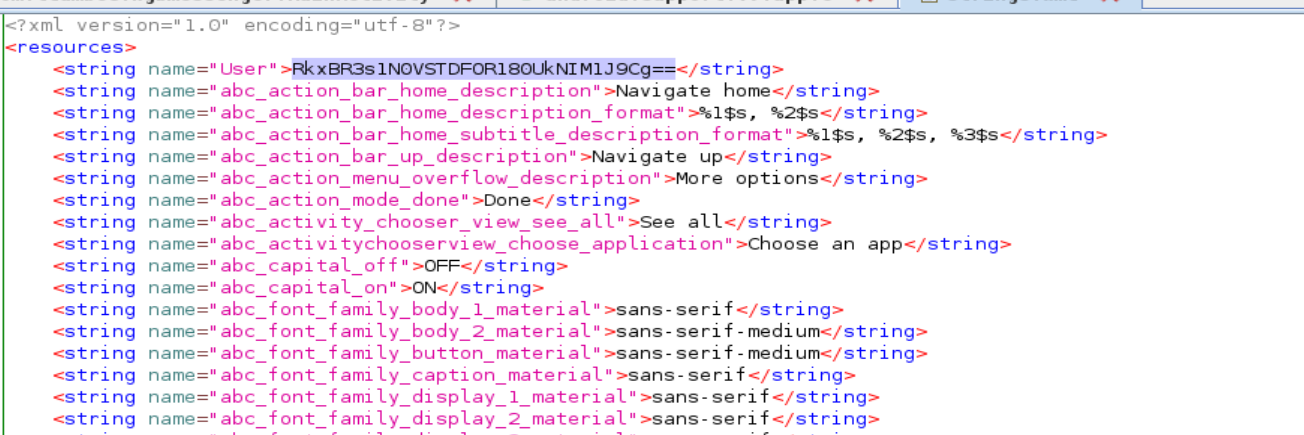 <?xml version="1.0" encoding="utf-8"?>
<resources>
<string name="User">RkxBR3s1N0VSTDFOR180UkNIM1J9Cg==</string>
<string name="abc_action_bar_home_description">Navigate home</string>
<string name="abc_action_bar_home_description_format">%1$s, %2$s</string>
<string name="abc_action_bar_home_subtitle_description_format">%1$s, %2$s, %3$s</string>
<string name="abc_action_bar_up_description">Navigate up</string>
<string name="abc_action_menu_overflow_description">More options</string>
<string name="abc_action_mode_done">Done</string>
<string name="abc_activity_chooser_view_see_all">See all</string>
<string name="abc_activitychooserview_choose_application">Choose an app</string>
<string name="abc_capital_off">OFF</string>
<string name="abc_capital_on">ON</string>
<string name="abc_font_family_body_1_material">sans-serif</string>
<string name="abc_font_family_body_2_material">sans-serif-medium</string>
<string name="abc_font_family_button_material">sans-serif-medium</string>
<string name="abc_font_family_caption_material">sans-serif</string>
<string name="abc_font_family_display_1_material">sans-serif</string>
<string name="abc_font_family_display_2_material">sans-serif</string>